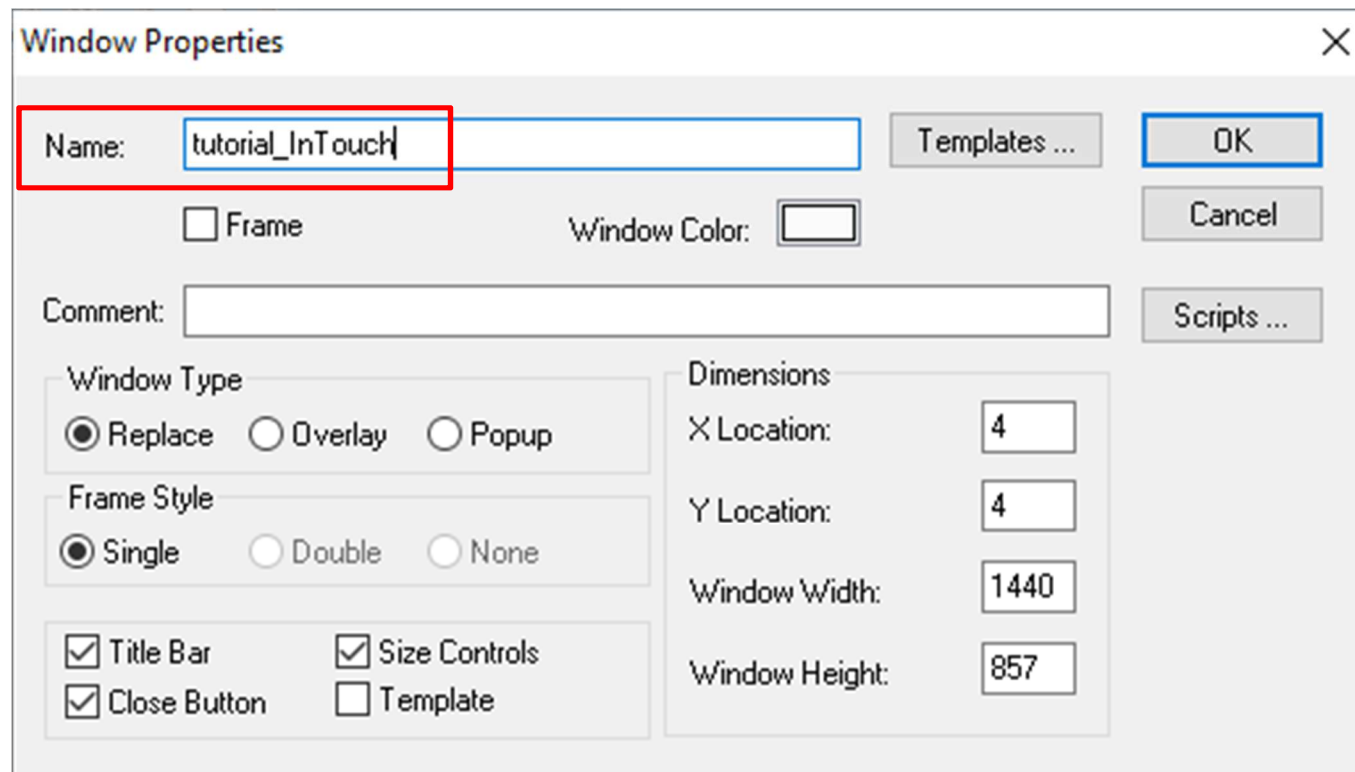 Window Properties
Name: tutorial_InTouch Templates ... OK
Frame Window Color: Cancel
Comment: Scripts ...
Window Type
Replace Overlay Popup
Frame Style
Single Double None
Title Bar Size Controls
Close Button Template
Dimensions
X Location: 4
Y Location: 4
Window Width: 1440
Window Height: 857